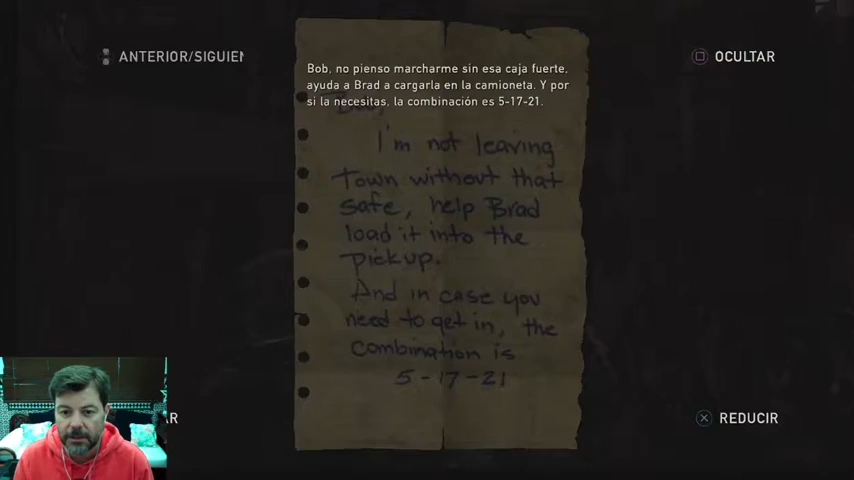 ANTERIOR/SIGUIEN
OCULTAR
Bob, no pienso marcharme sin esa caja fuerte,
ayuda a Brad a cargarla en la camioneta. Y por
si la necesitas, la combinación es 5-17-21.
Bob,
I'm not leaving
Town without that
safe, help Brad
load it into the
pickup.
And in case you
need to get in, the
combination is
5-17-21
AR
REDUCIR